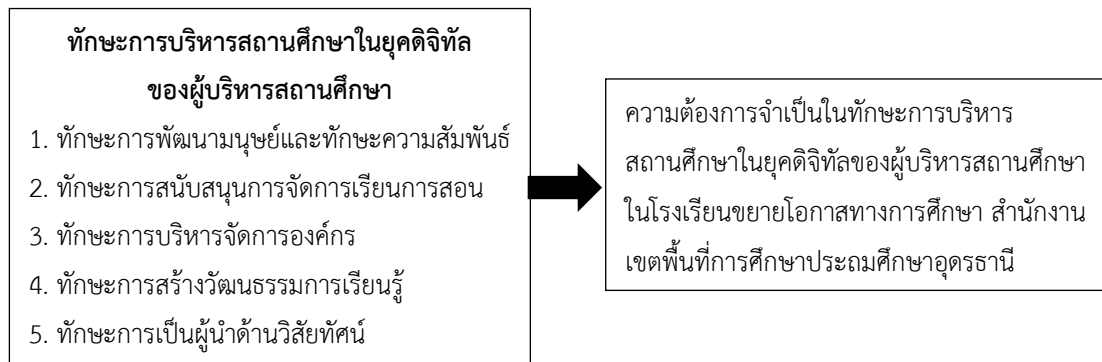 ทักษะการบริหารสถานศึกษาในยุคดิจิทัล
ของผู้บริหารสถานศึกษา
1. ทักษะการพัฒนามนุษย์และทักษะความสัมพันธ์
2. ทักษะการสนับสนุนการจัดการเรียนการสอน
3. ทักษะการบริหารจัดการองค์กร
4. ทักษะการสร้างวัฒนธรรมการเรียนรู้
5. ทักษะการเป็นผู้นำด้านวิสัยทัศน์
ความต้องการจำเป็นในทักษะการบริหาร
สถานศึกษาในยุคดิจิทัลของผู้บริหารสถานศึกษา
ในโรงเรียนขยายโอกาสทางการศึกษา สำนักงาน
เขตพื้นที่การศึกษาประถมศึกษาอุดรธานี